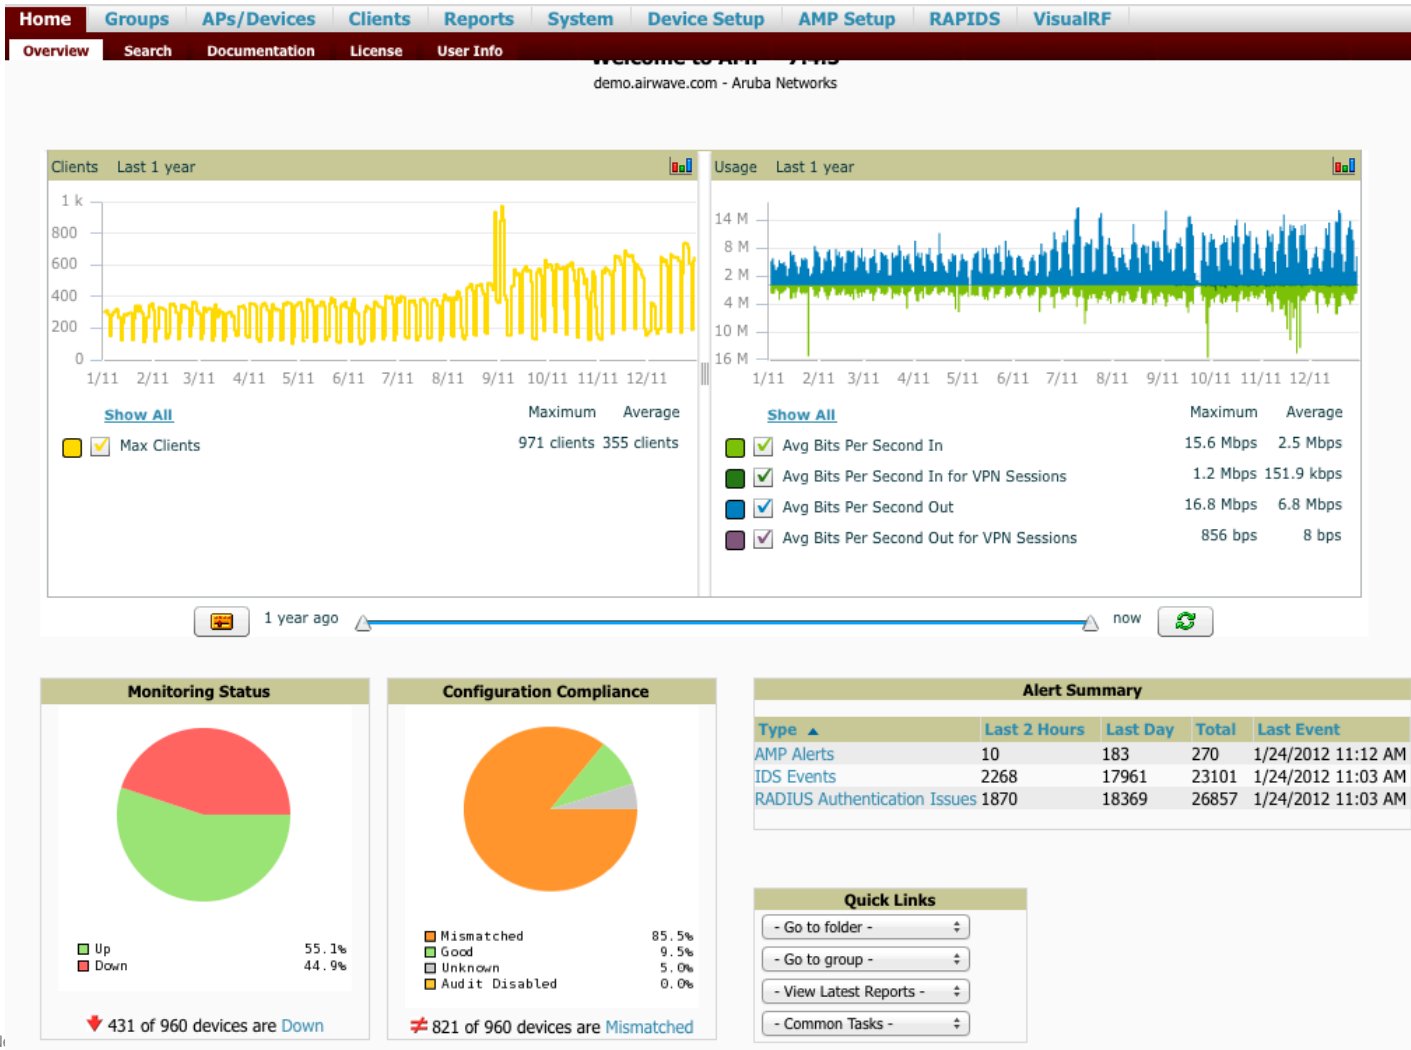 Home Groups APs/Devices Clients Reports System Device Setup AMP Setup RAPIDS VisualRF
Overview Search Documentation License User Info
demo.airwave.com - Aruba Networks
Clients Last 1 year
1 k
800
600
400
200
0
1/11 2/11 3/11 4/11 5/11 6/11 7/11 8/11 9/11 10/11 11/11 12/11
Show All Maximum Average
Max Clients 971 clients 355 clients
Usage Last 1 year
14 M
8 M
2 M
4 M
10 M
16 M
1/11 2/11 3/11 4/11 5/11 6/11 7/11 8/11 9/11 10/11 11/11 12/11
Show All Maximum Average
Avg Bits Per Second In 15.6 Mbps 2.5 Mbps
Avg Bits Per Second In for VPN Sessions 1.2 Mbps 151.9 kbps
Avg Bits Per Second Out 16.8 Mbps 6.8 Mbps
Avg Bits Per Second Out for VPN Sessions 856 bps 8 bps
1 year ago now
Monitoring Status
Up 55.1%
Down 44.9%
431 of 960 devices are Down
Configuration Compliance
Mismatched 85.5%
Good 9.5%
Unknown 5.0%
Audit Disabled 0.0%
821 of 960 devices are Mismatched
Alert Summary
Type Last 2 Hours Last Day Total Last Event
AMP Alerts 10 183 270 1/24/2012 11:12 AM
IDS Events 2268 17961 23101 1/24/2012 11:03 AM
RADIUS Authentication Issues 1870 18369 26857 1/24/2012 11:03 AM
Quick Links
- Go to folder -
- Go to group -
- View Latest Reports -
- Common Tasks -